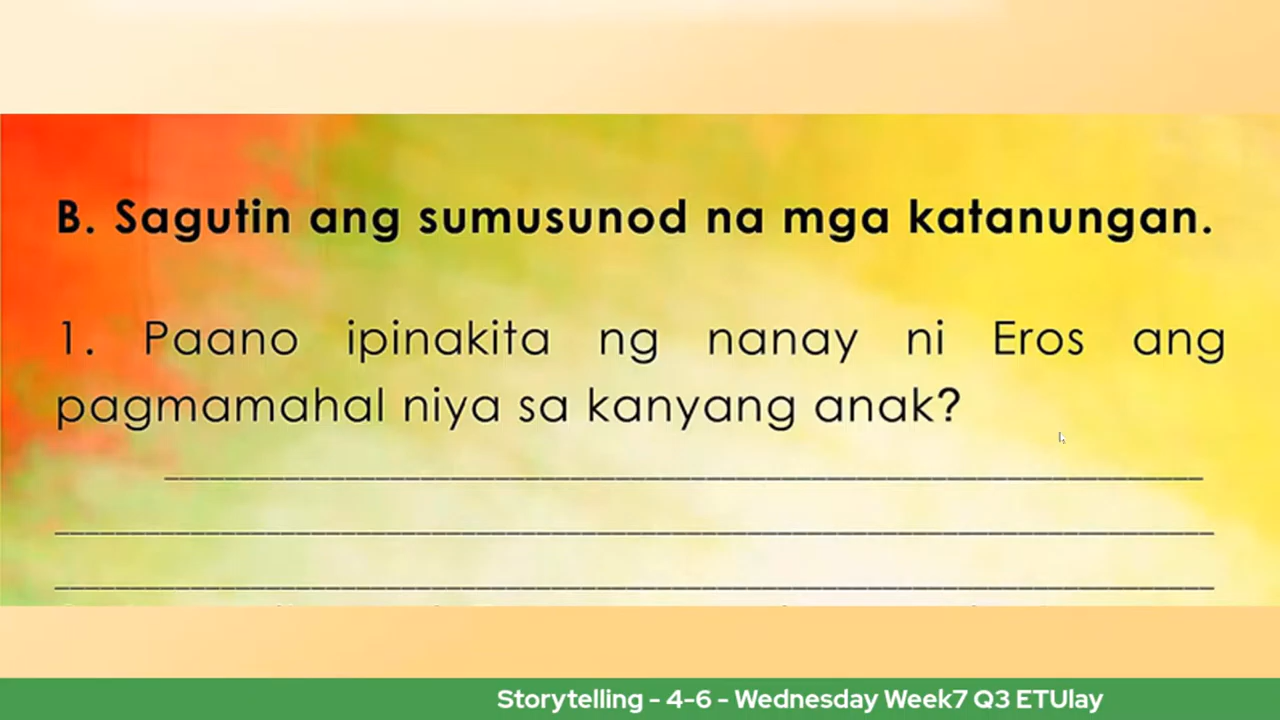 B. Sagutin ang sumusunod na mga katanungan.
1. Paano ipinakita ng nanay ni Eros ang
pagmamahal niya sa kanyang anak?
Storytelling - 4-6 - Wednesday Week7 Q3 ETUlay